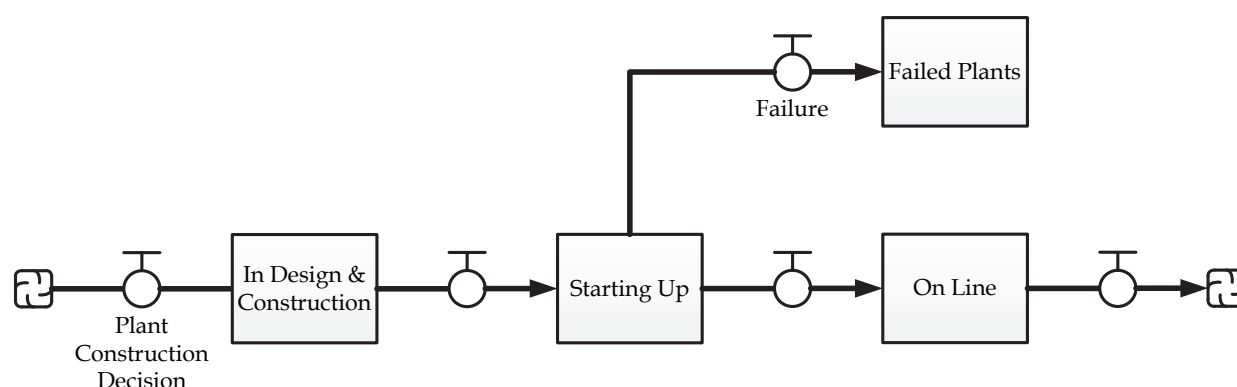 Failed Plants
Failure
In Design &
Construction
Starting Up
On Line
Plant
Construction
Decision